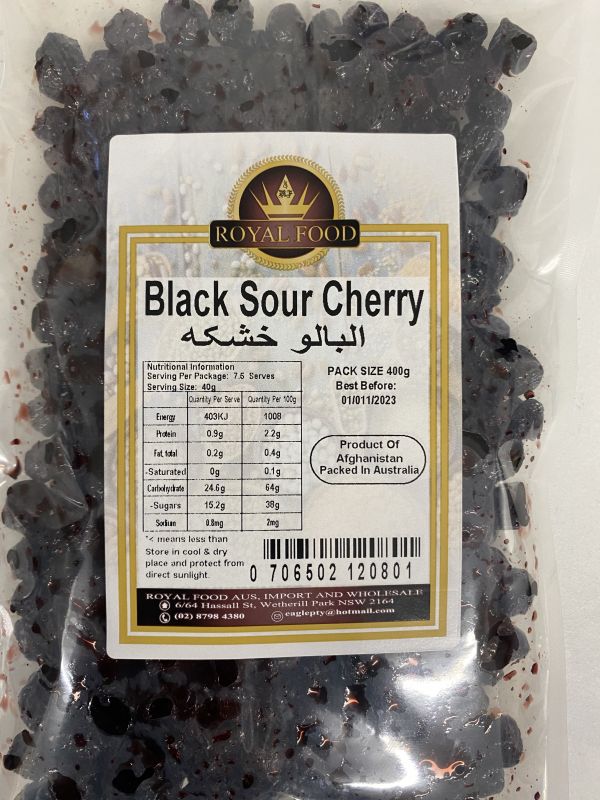 ROYAL FOOD
Black Sour Cherry
البالو خشکه
Nutritional Information
Serving Per Package: 7.5 Serves
Serving Size: 40g
Quantity Per Serve Quantity Per 100g
Energy 403KJ 1008
Protein 0.9g 2.2g
Fat, total 0.2g 0.4g
-Saturated 0g 0.1g
Carbohydrate 24.6g 64g
-Sugars 15.2g 38g
Sodium 0.8mg 2mg
"< means less than
Store in cool & dry
place and protect from
direct sunlight.
PACK SIZE 400g
Best Before:
01/011/2023
Product Of
Afghanistan
Packed In Australia
0 706502 120801
ROYAL FOOD AUS, IMPORT AND WHOLESALE
6/64 Hassall St, Wetherill Park NSW 2164
(02) 8798 4380 eaglepty@hotmail.com